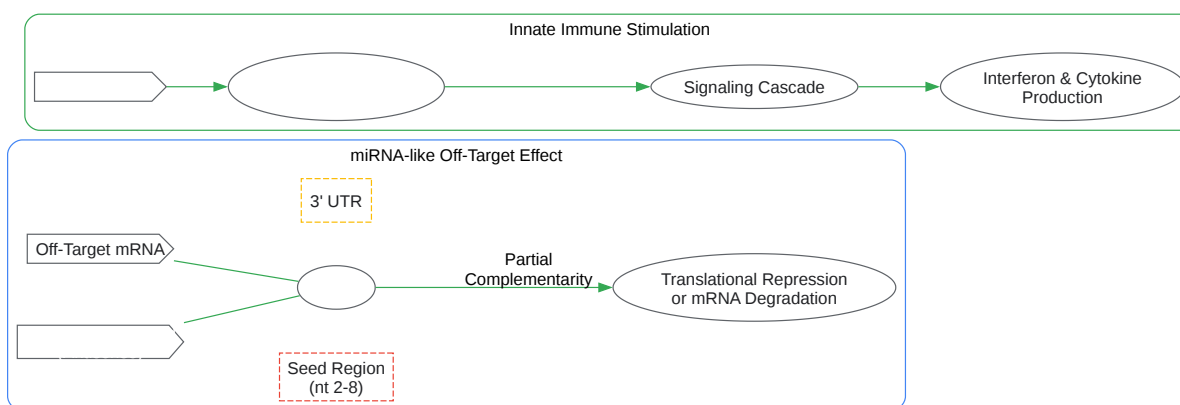 Innate Immune Stimulation
Signaling Cascade
Interferon & Cytokine
Production
miRNA-like Off-Target Effect
3' UTR
Off-Target mRNA
Partial
Complementarity
Translational Repression
or mRNA Degradation
Seed Region
(nt 2-8)